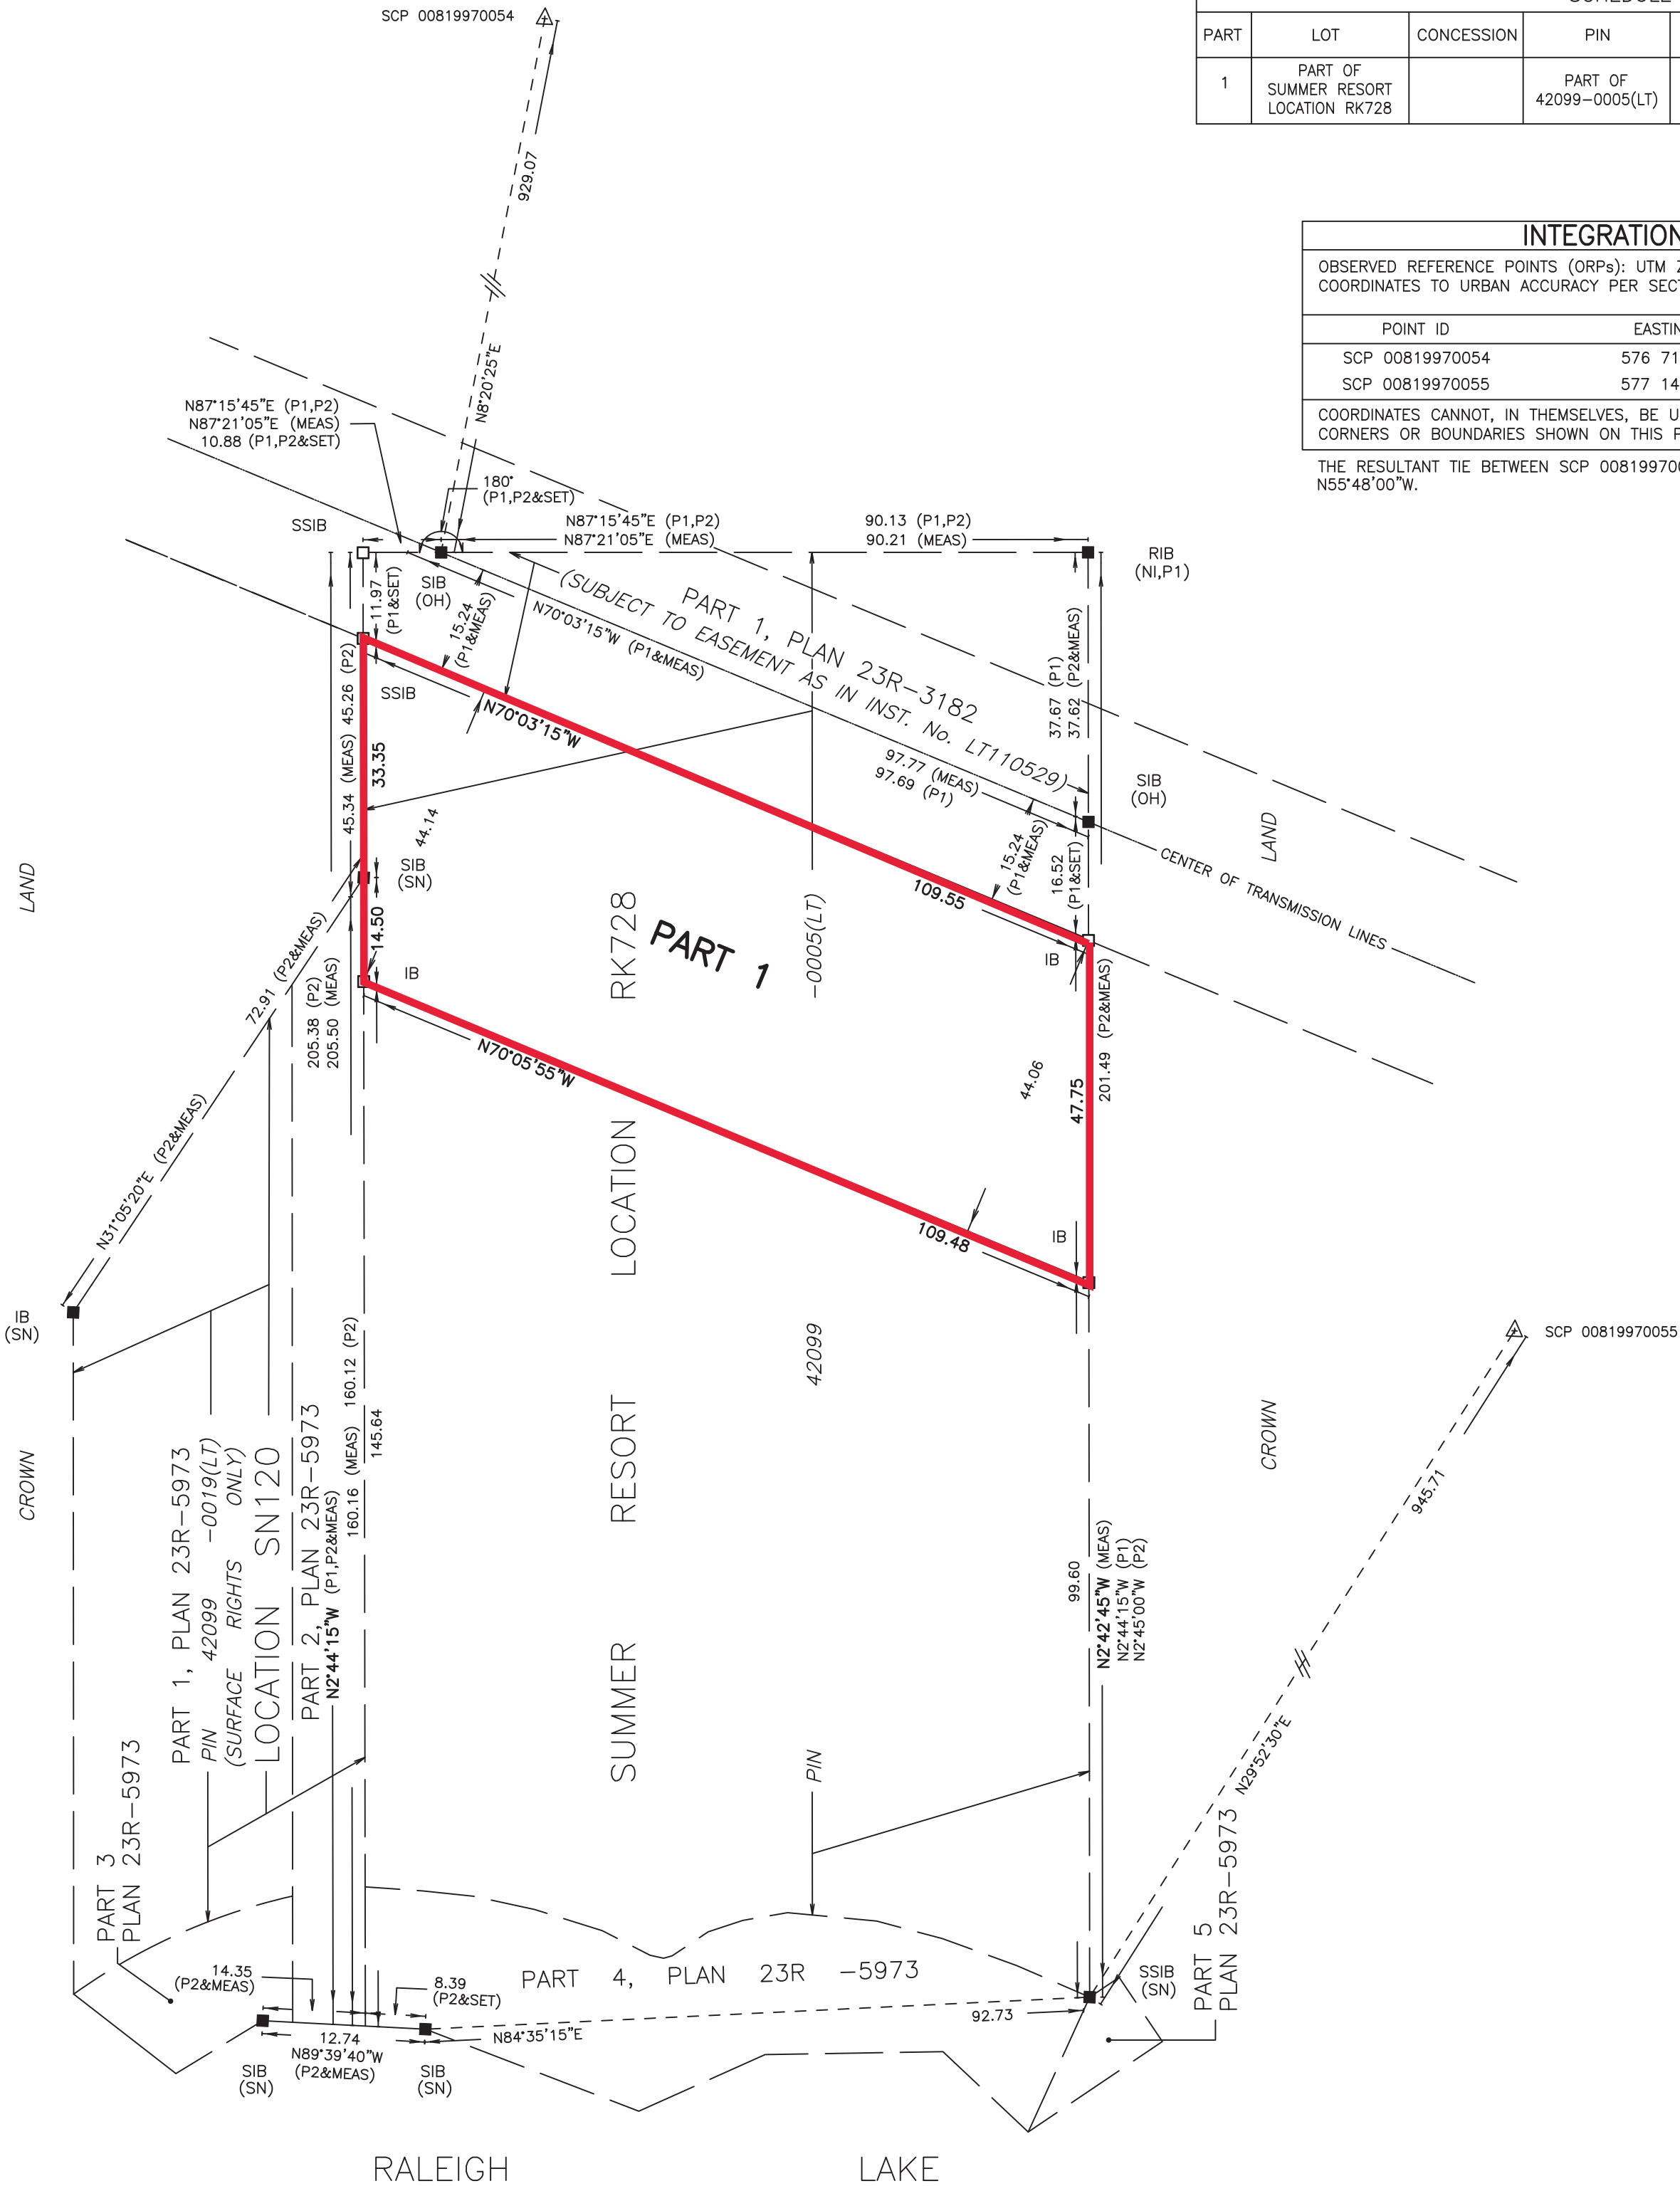 SCP 00819970054
PART
LOT
CONCESSION
PIN
1
PART OF
SUMMER RESORT
LOCATION RK728
PART OF
42099-0005(LT)
929.07
N8°20'25"E
INTEGRATION
OBSERVED REFERENCE POINTS (ORPs): UTM
COORDINATES TO URBAN ACCURACY PER
POINT ID
SCP 00819970054
576 71
SCP 00819970055
577 14
COORDINATES CANNOT, IN THEMSELVES, BE
CORNERS OR BOUNDARIES SHOWN ON THIS
THE RESULTANT TIE BETWEEN SCP
N55°48'00"W.
N87°15'45"E (P1,P2)
N87°21'05"E (MEAS)
10.88 (P1,P2&SET)
180°
(P1,P2&SET)
SSIB
N87°15'45"E (P1,P2)
N87°21'05"E (MEAS)
90.13 (P1,P2)
90.21 (MEAS)
RIB
(NI,P1)
SIB
(OH)
11.97
(P1&SET)
15.24
(P1&MEAS)
N70°03'15"W (P1&MEAS)
PART 1, PLAN 23R-3182
(SUBJECT TO EASEMENT AS IN INST. No. LT110529)
37.67 (P1)
37.62 (P2&MEAS)
SSIB
N70°03'15"W
45.34 (MEAS) 45.26 (P2)
33.35
97.77 (MEAS)
97.69 (P1)
SIB
(OH)
LAND
LAND
44.14
SIB
(SN)
15.24
(P1&MEAS)
16.52
(P1&SET)
CENTER OF TRANSMISSION LINES
109.55
14.50
RK728
PART 1
-0005(LT)
IB
IB
72.91 (P2&MEAS)
205.38 (P2)
205.50 (MEAS)
N70°05'55"W
44.06
47.75
201.49 (P2&MEAS)
N31°05'20"E (P2&MEAS)
LOCATION
109.48
IB
IB
(SN)
42099
SCP 00819970055
160.16 (MEAS) 160.12 (P2)
145.64
CROWN
CROWN
RESORT
945.71
PART 1, PLAN 23R-5973
PIN 42099 -0019(LT)
(SURFACE RIGHTS ONLY)
LOCATION SN120
PART 2, PLAN 23R-5973
N2°44'15"W (P1,P2&MEAS)
99.60
N2°42'45"W (MEAS)
N2°44'15"W (P1)
N2°45'00"W (P2)
SUMMER
PIN
N29°52'30"E
PART 3
PLAN 23R-5973
PART 5
PLAN 23R-5973
14.35
(P2&MEAS)
8.39
(P2&SET)
PART 4, PLAN 23R -5973
SSIB
(SN)
92.73
12.74
N89°39'40"W
(P2&MEAS)
N84°35'15"E
SIB
(SN)
SIB
(SN)
RALEIGH LAKE